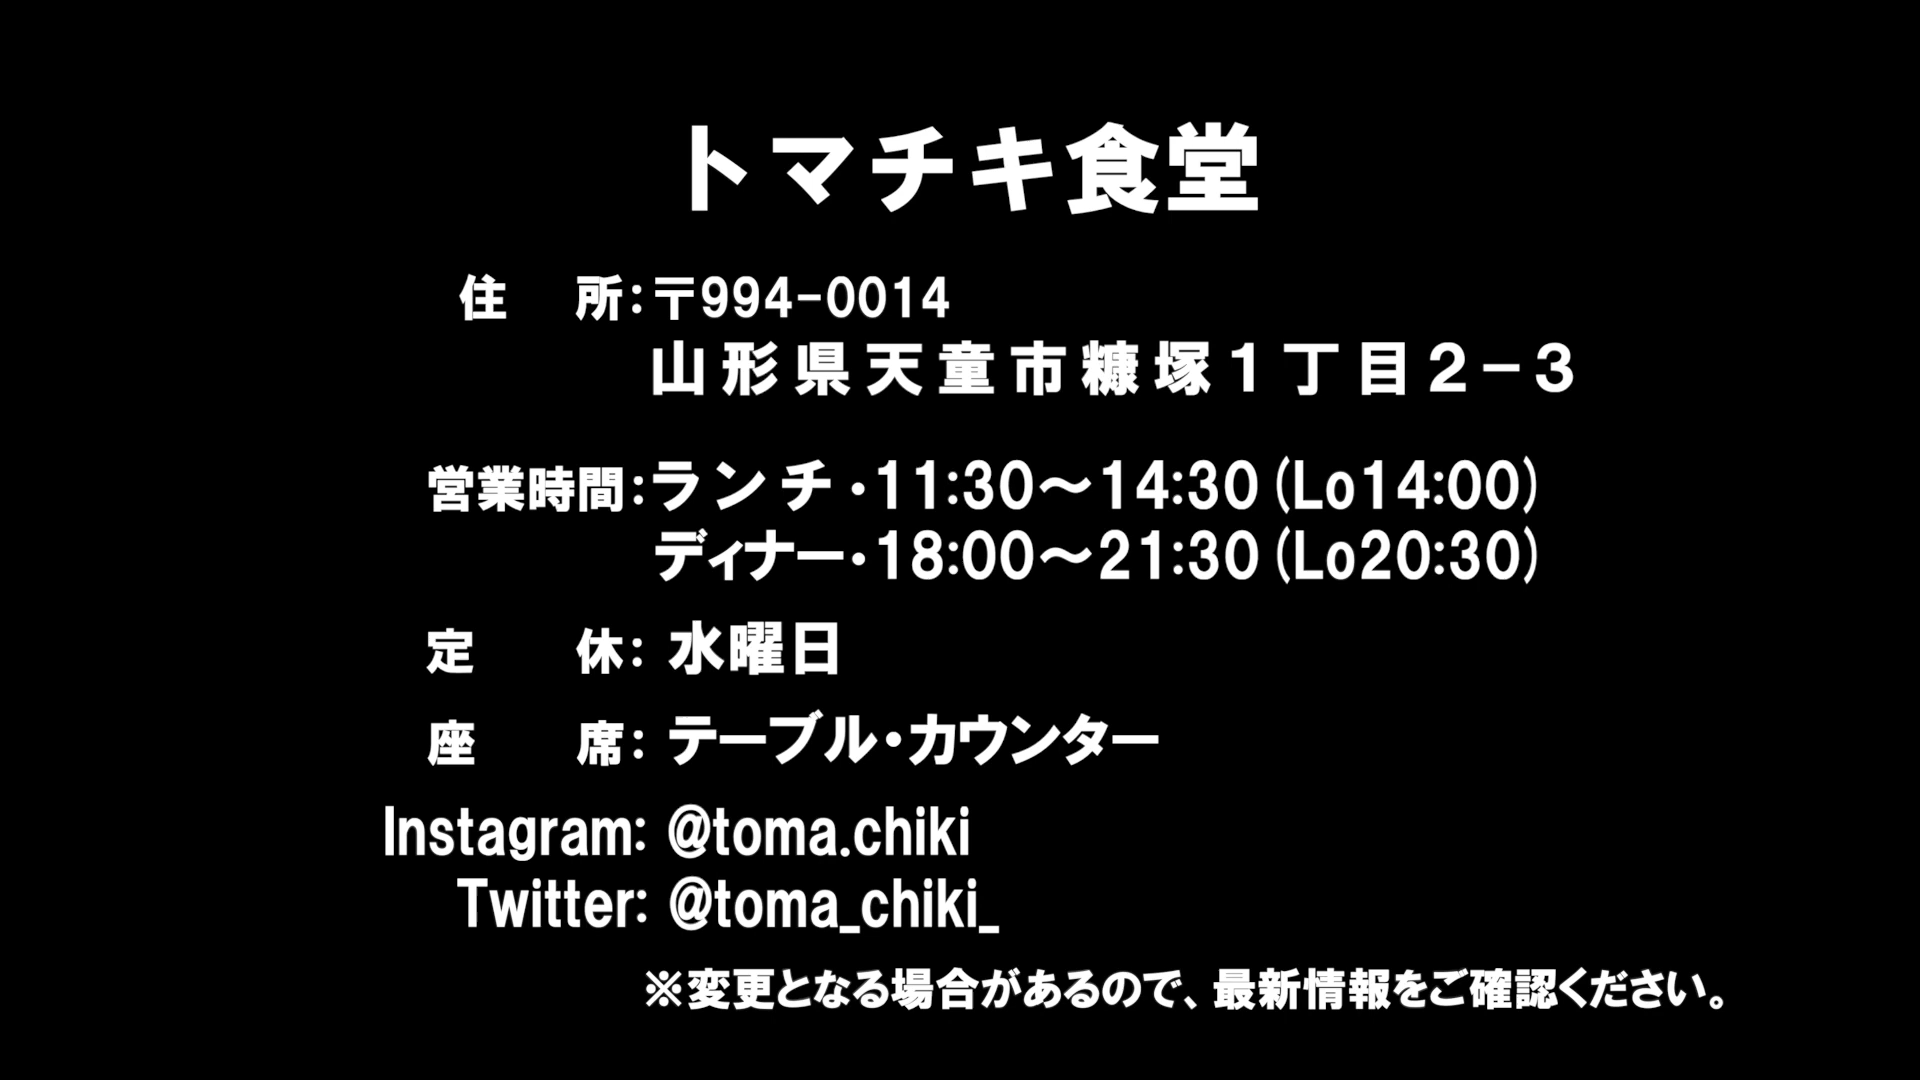 トマチキ食堂
住　所：〒994-0014
山形県天童市糠塚１丁目２－３
営業時間：ランチ・11:30～14:30(Lo14:00)
ディナー・18:00～21:30(Lo20:30)
定　休： 水曜日
座　席： テーブル・カウンター
Instagram: @toma.chiki
Twitter: @toma_chiki_
※変更となる場合があるので、最新情報をご確認ください。